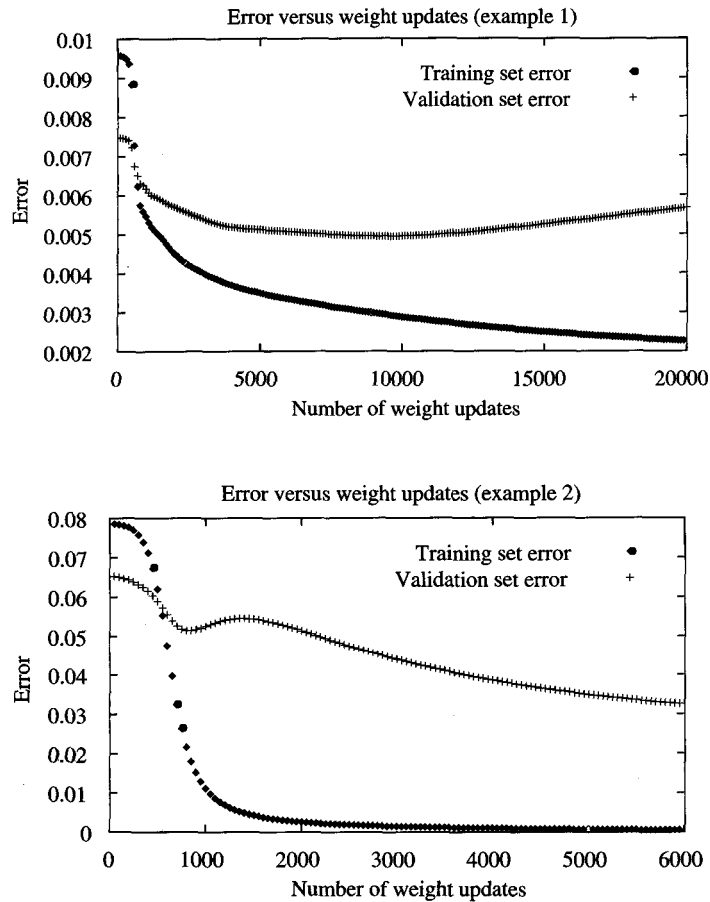 Error versus weight updates (example 1)
0.01
0.009
0.008
0.007
0.006
0.005
0.004
0.003
0.002
Error
Training set error
Validation set error
0 5000 10000 15000 20000
Number of weight updates
Error versus weight updates (example 2)
0.08
0.07
0.06
0.05
0.04
0.03
0.02
0.01
0
Error
Training set error
Validation set error
0 1000 2000 3000 4000 5000 6000
Number of weight updates